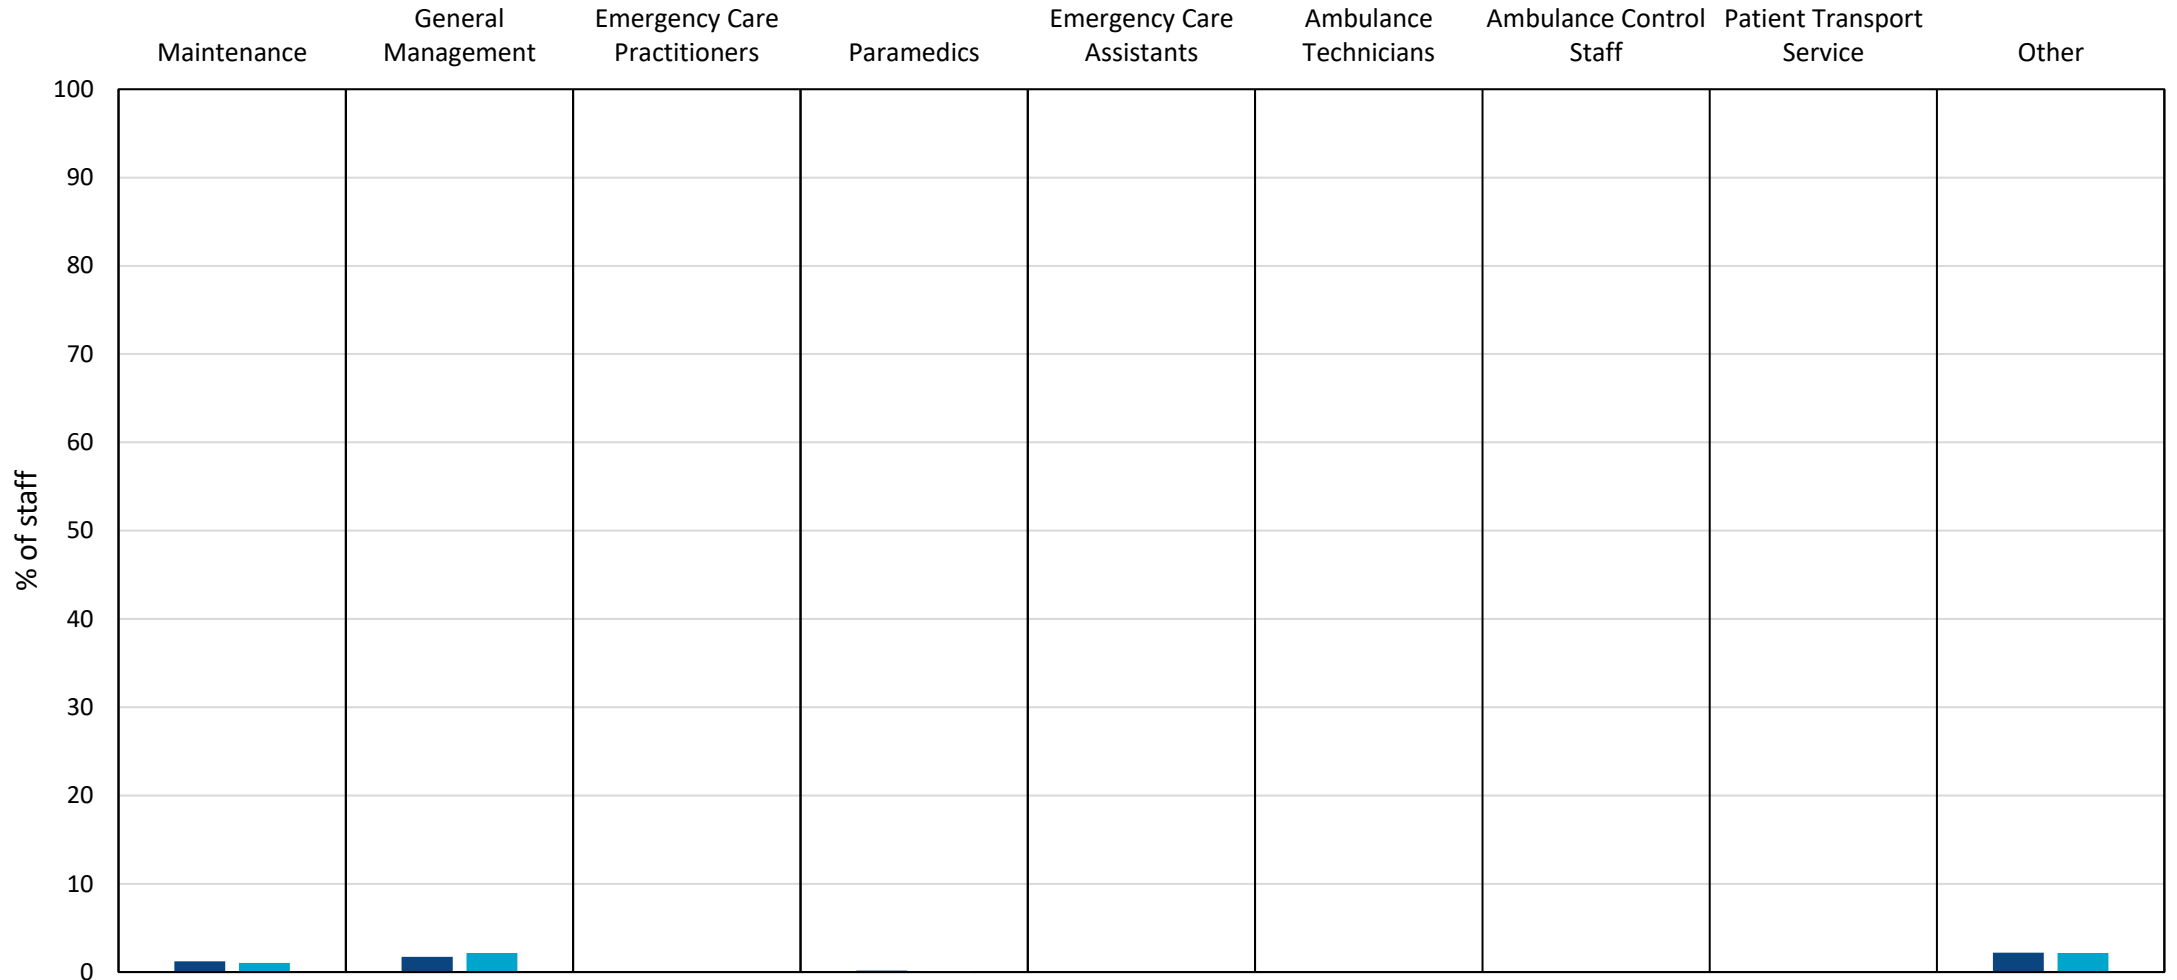 Maintenance
General
Management
Emergency Care
Practitioners
Paramedics
Emergency Care
Assistants
Ambulance
Technicians
Ambulance Control
Staff
Patient Transport
Service
Other
% of staff
100
90
80
70
60
50
40
30
20
10
0